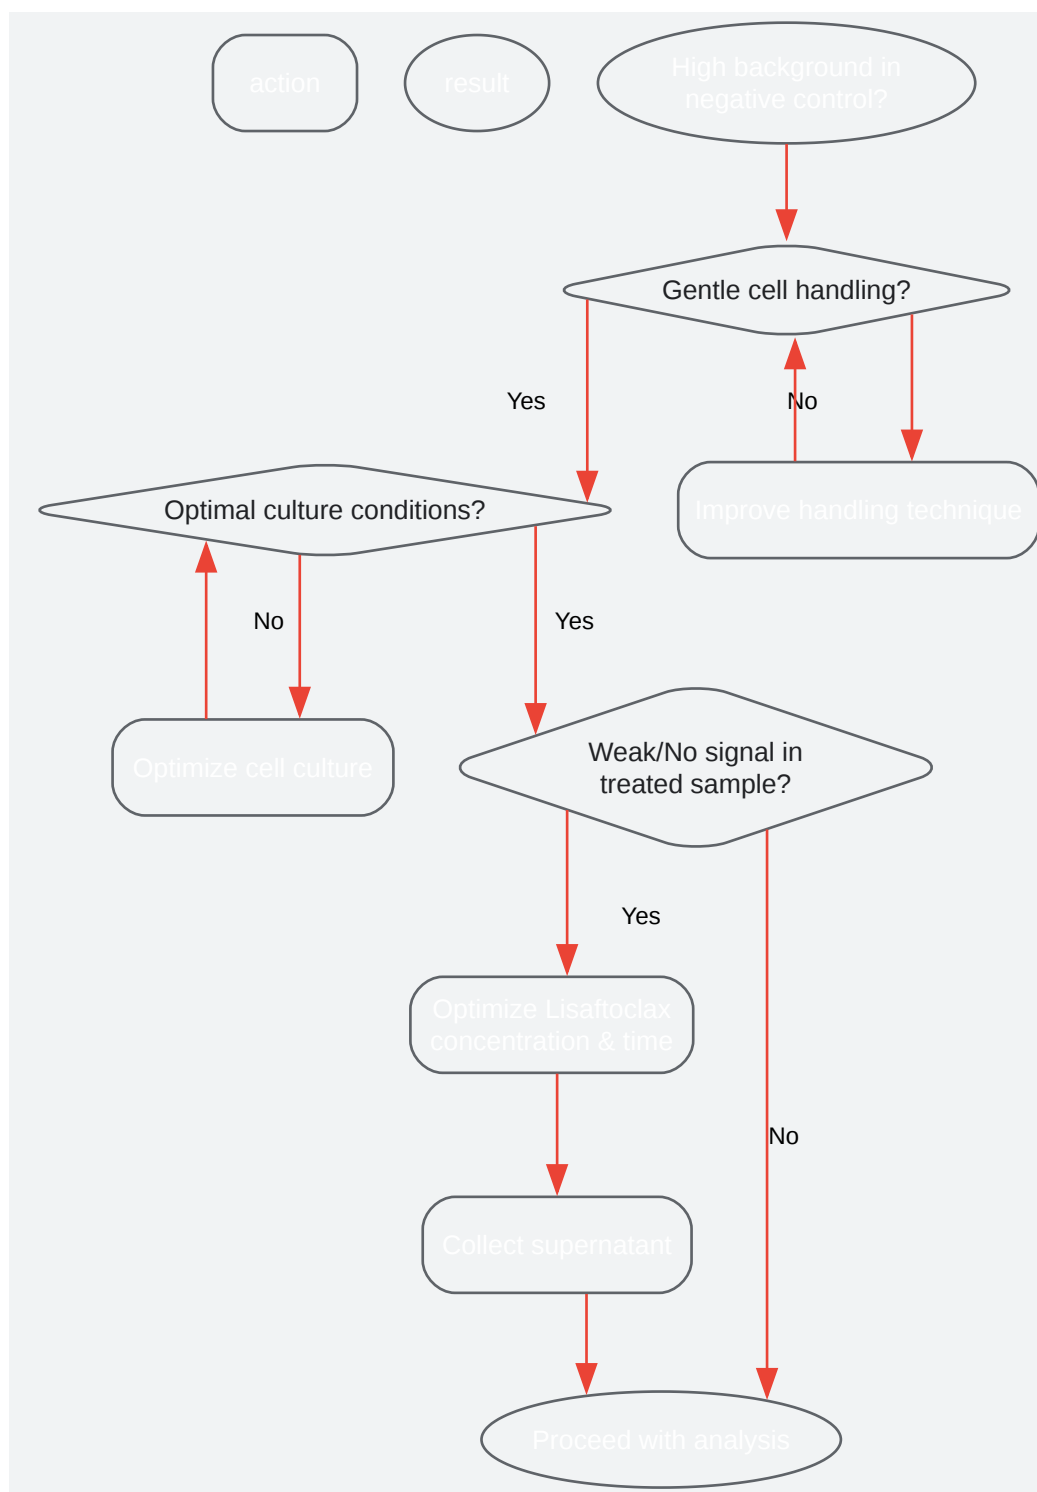 action
result
High background in
negative control?
Gentle cell handling?
Yes
No
Optimal culture conditions?
Improve handling technique
No
Yes
Optimize cell culture
Weak/No signal in
treated sample?
Yes
Optimize Lisaftoclax
concentration & time
No
Collect supernatant
Proceed with analysis